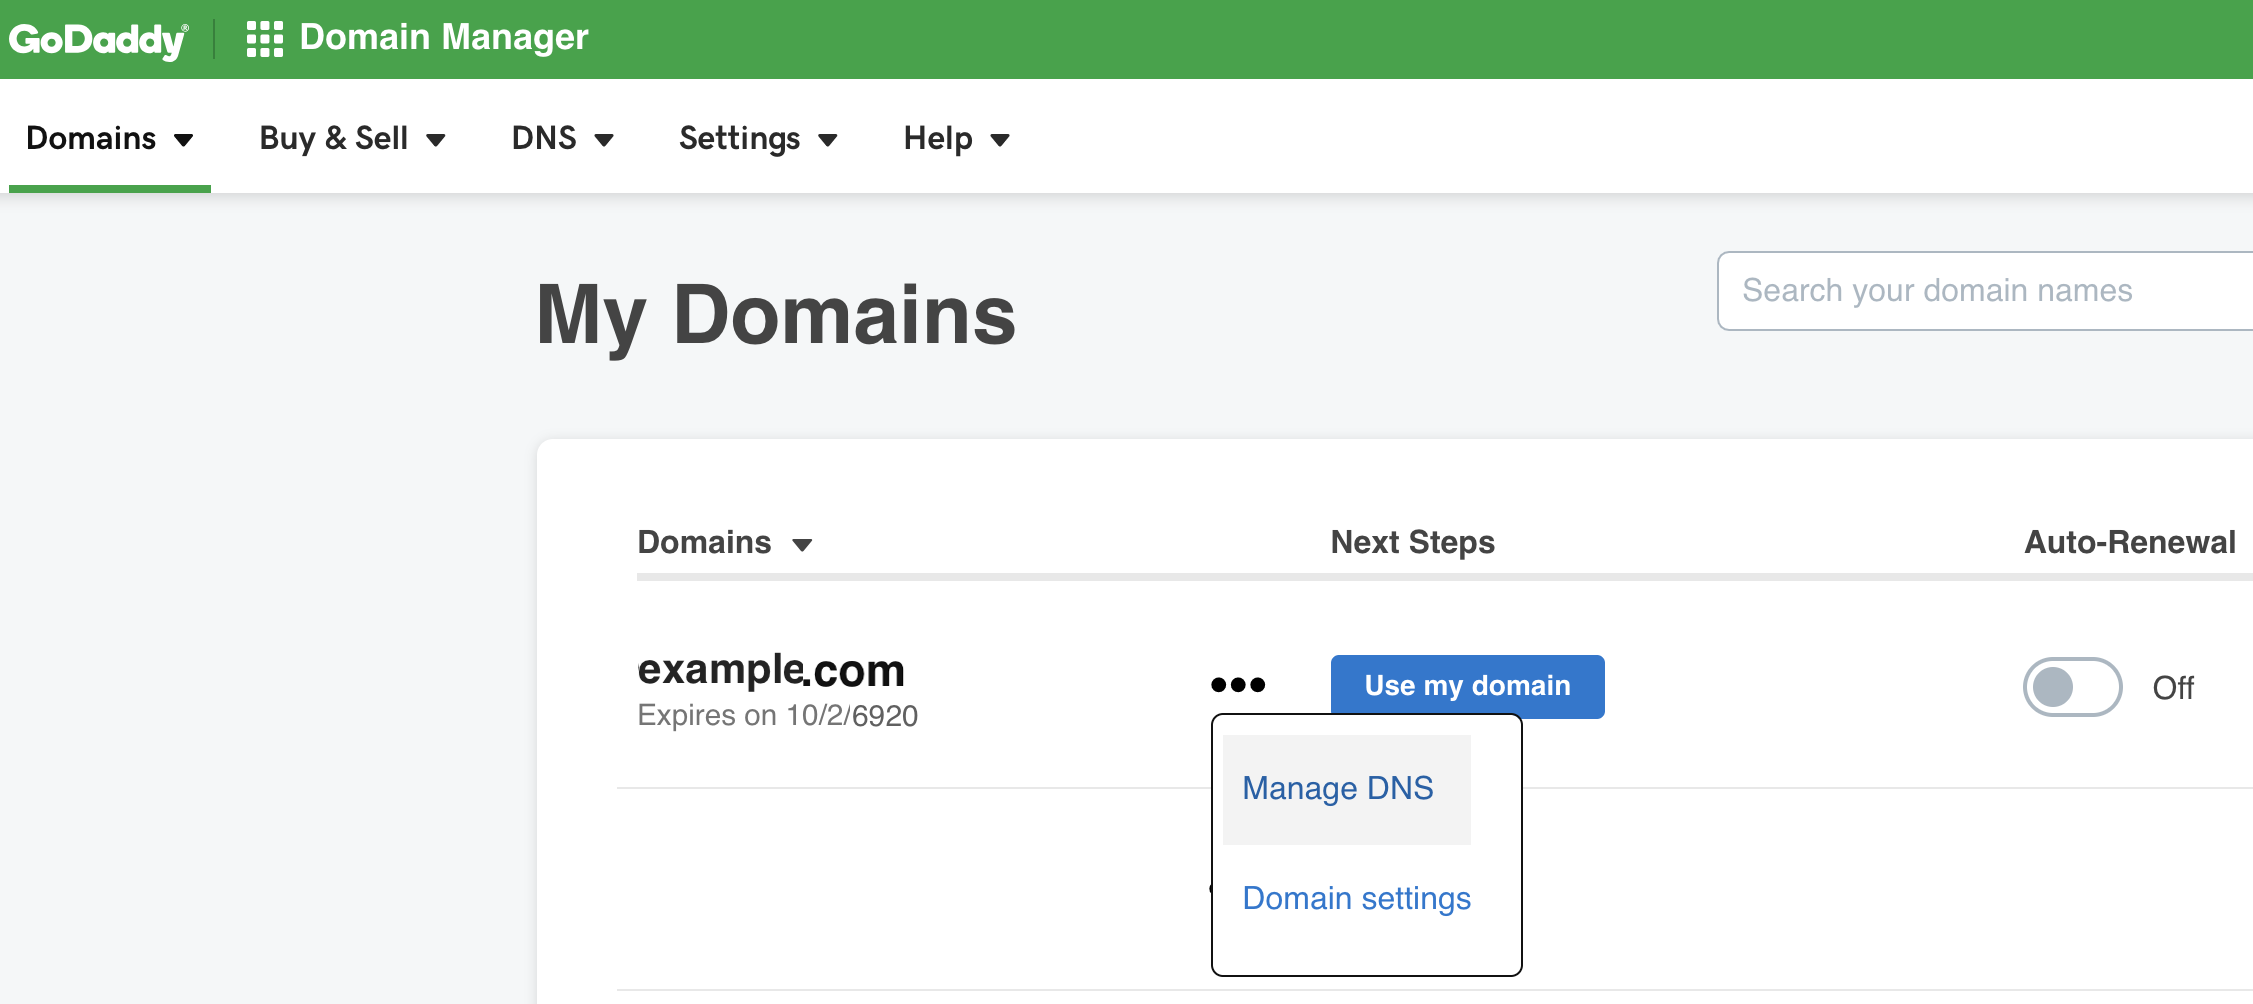 GoDaddy® Domain Manager
Domains Buy & Sell DNS Settings Help
Search your domain names
My Domains
Domains Next Steps Auto-Renewal
example.com
Expires on 10/2/6920
Use my domain
Off
Manage DNS
Domain settings